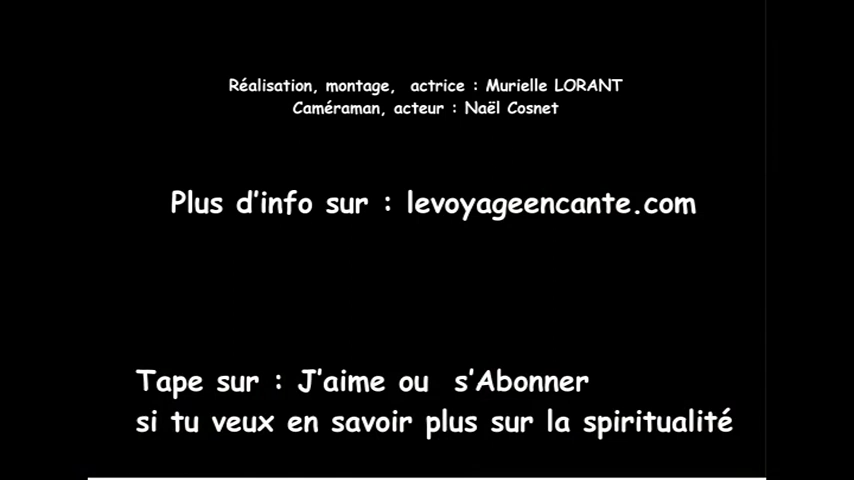 Réalisation, montage, actrice : Murielle LORANT
Caméraman, acteur : Naël Cosnet
Plus d'info sur : levoyageencante.com
Tape sur : J'aime ou s'Abonner
si tu veux en savoir plus sur la spiritualité